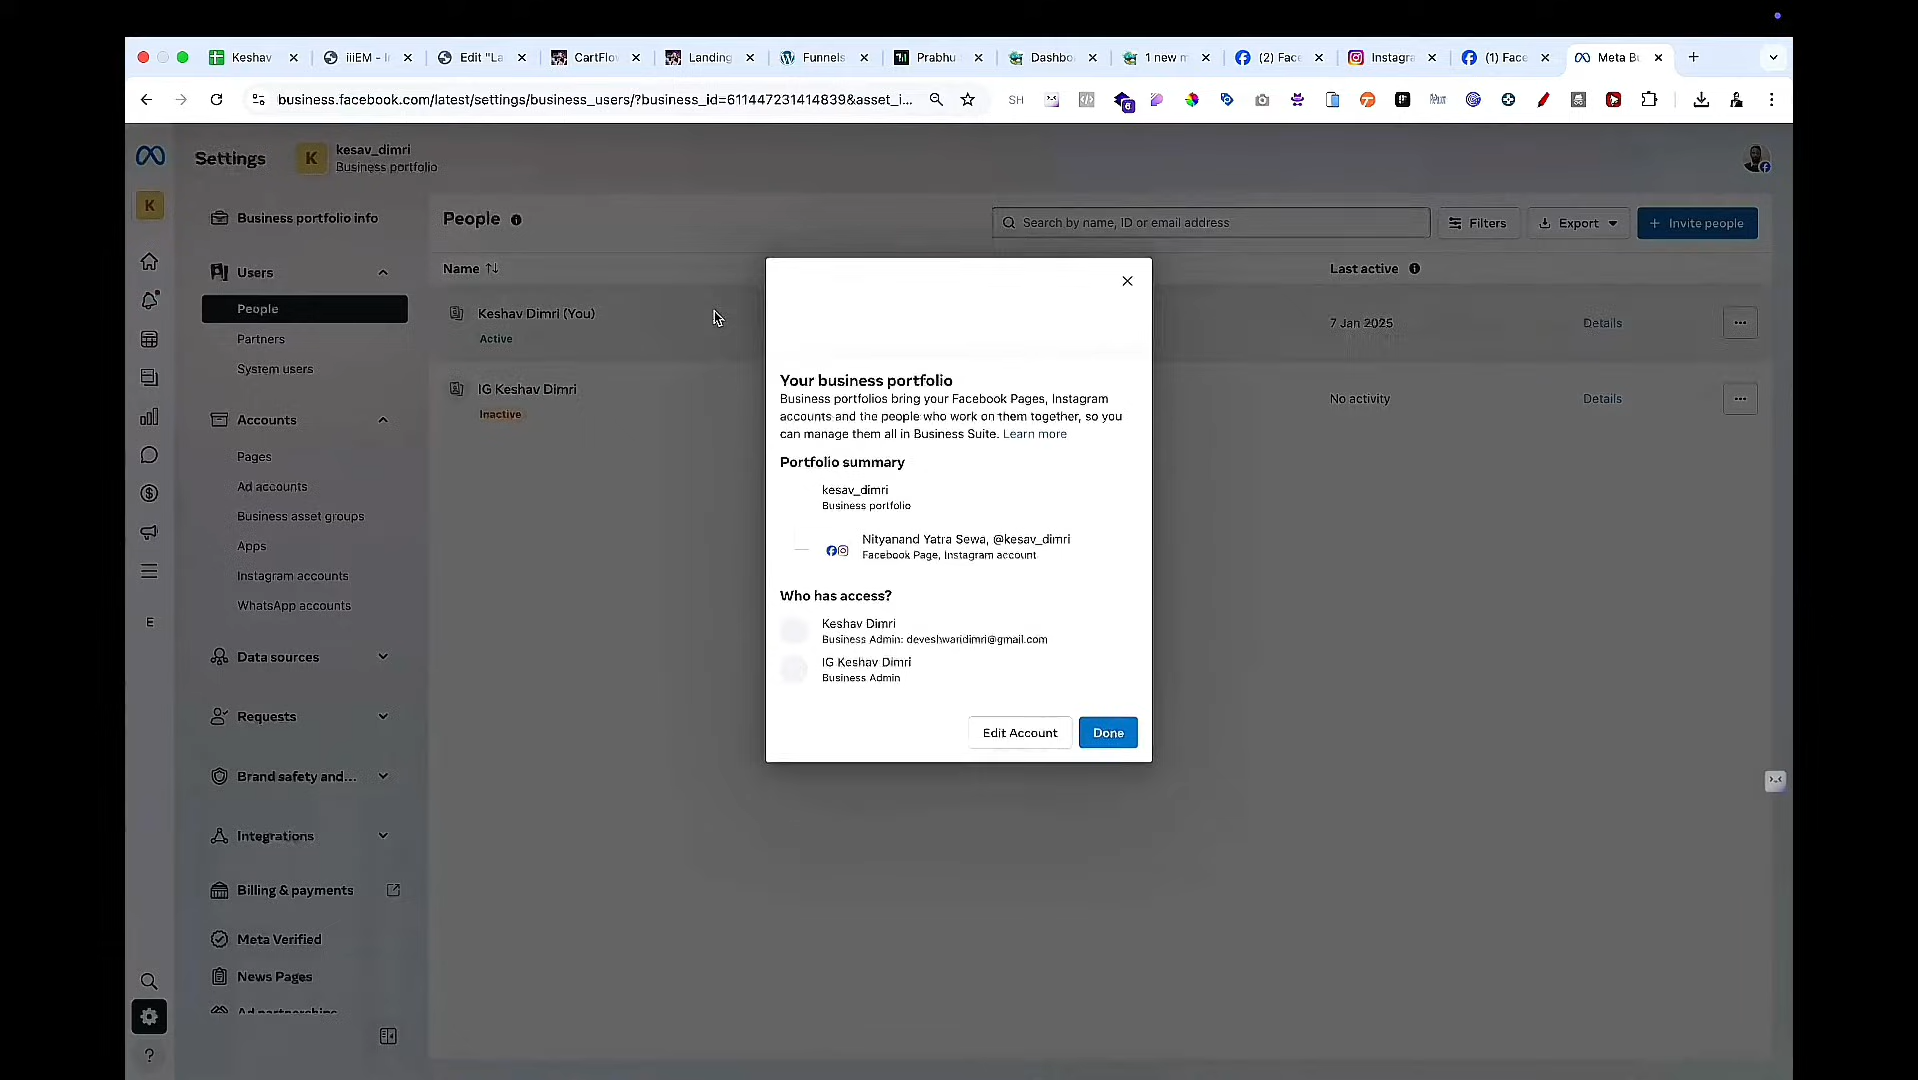 Keshav
iiiEM - I
Edit "La
CartFlo
Landing
Funnels
Prabhu
Dashbo
1 new m
(2) Face
Instagra
(1) Face
Meta Bu
business.facebook.com/latest/settings/business_users/?business_id=611447231414839&asset_i...
SH
6
Settings
K
kesav_dimri
Business portfolio
K
Business portfolio info
Users
People
Partners
System users
Accounts
Pages
Ad accounts
Business asset groups
Apps
Instagram accounts
WhatsApp accounts
E
Data sources
Requests
Brand safety and...
Integrations
Billing & payments
Meta Verified
News Pages
Ad partnerships
?
People
Search by name, ID or email address
Filters
Export
+ Invite people
Name
Last active
Keshav Dimri (You)
Active
7 Jan 2025
Details
IG Keshav Dimri
Inactive
No activity
Details
Your business portfolio
Business portfolios bring your Facebook Pages, Instagram
accounts and the people who work on them together, so you
can manage them all in Business Suite. Learn more
Portfolio summary
kesav_dimri
Business portfolio
Nityanand Yatra Sewa, @kesav_dimri
Facebook Page, Instagram account
Who has access?
Keshav Dimri
Business Admin: deveshwaridimri@gmail.com
IG Keshav Dimri
Business Admin
Edit Account
Done